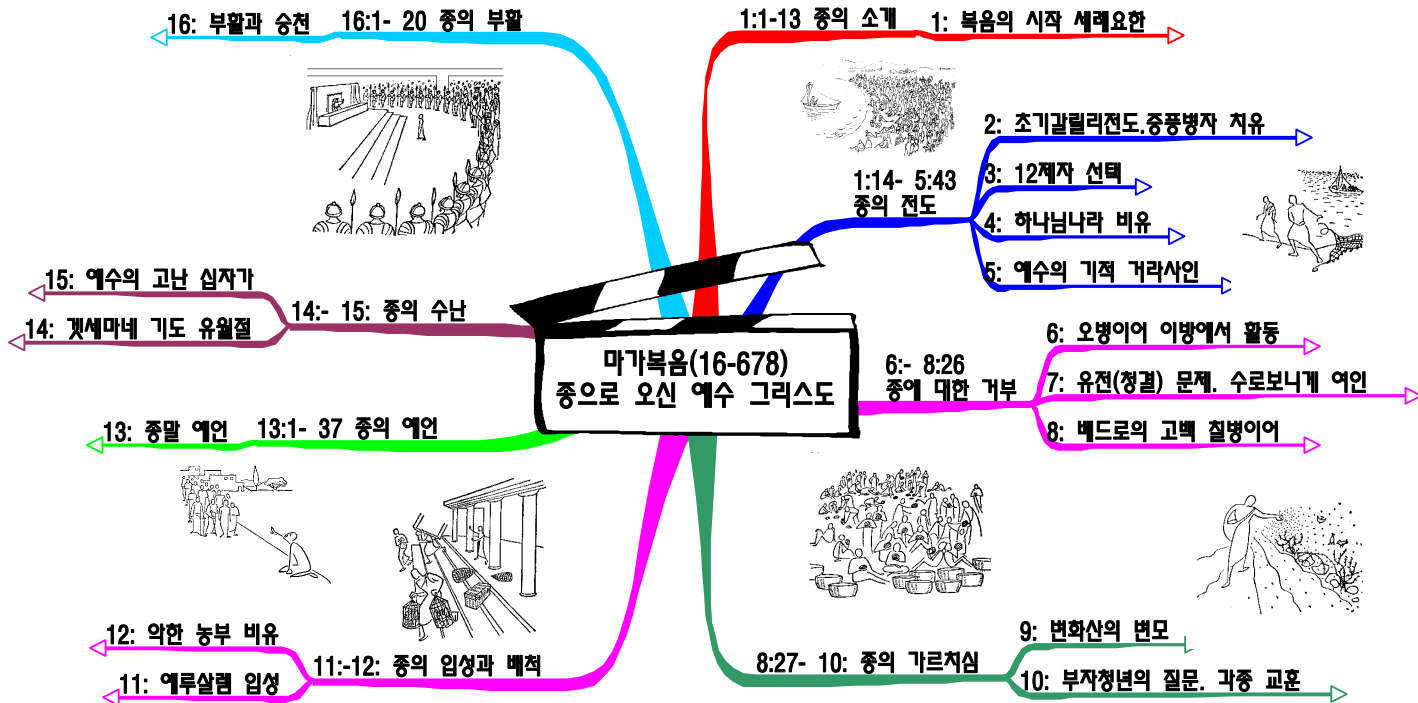 마가복음(16-678)
종으로 오신 예수 그리스도
1:1-13 종의 소개
1: 복음의 시작 세례요한
1:14- 5:43
종의 전도
2: 초기갈릴리전도.중풍병자 치유
3: 12제자 선택
4: 하나님나라 비유
5: 예수의 기적 거라사인
6:- 8:26
종에 대한 거부
6: 오병이어 이방에서 활동
7: 유전(청결) 문제. 수로보니게 여인
8: 베드로의 고백 칠병이어
8:27- 10: 종의 가르치심
9: 변화산의 변모
10: 부자청년의 질문. 각종 교훈
11:-12: 종의 입성과 배척
12: 악한 농부 비유
11: 예루살렘 입성
13:1- 37 종의 예언
13: 종말 예언
14:- 15: 종의 수난
15: 예수의 고난 십자가
14: 겟세마네 기도 유월절
16:1- 20 종의 부활
16: 부활과 승천